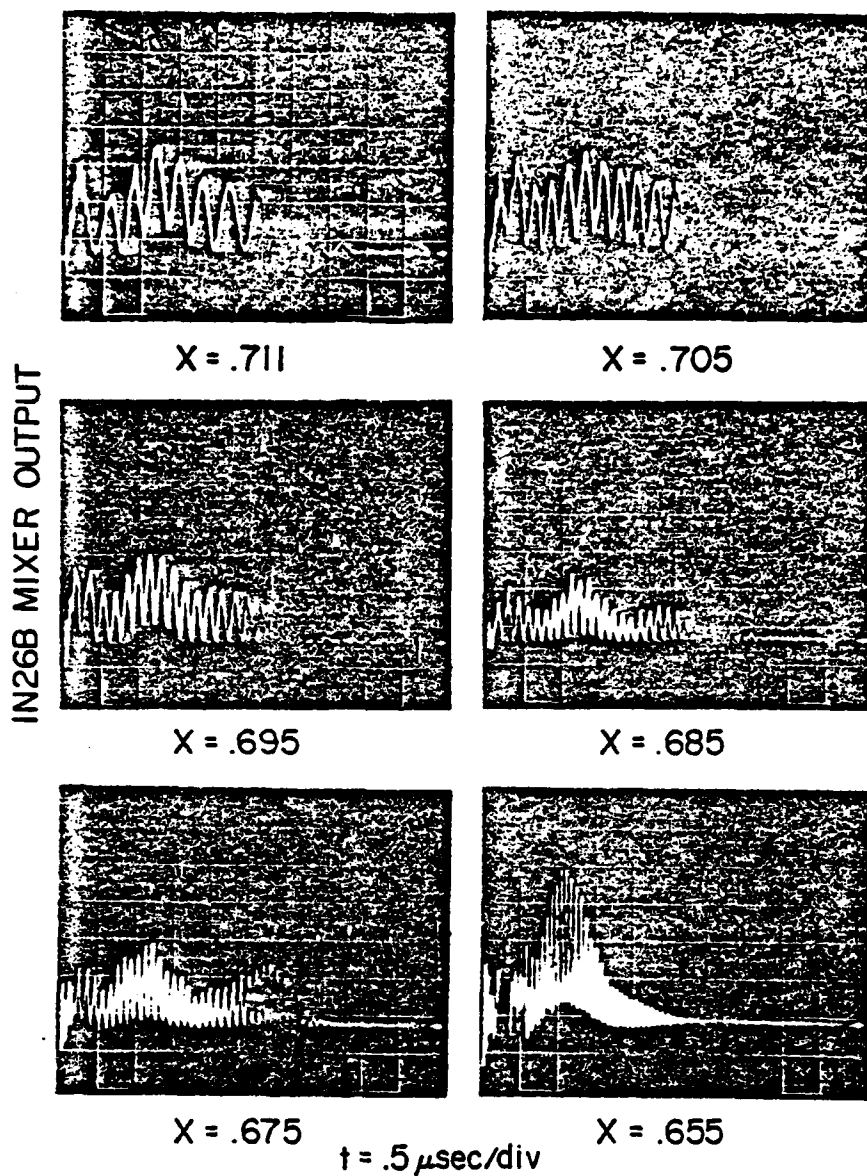 X = .711
X = .705
IN26B MIXER OUTPUT
X = .695
X = .685
X = .675
X = .655
t = .5 μsec/div